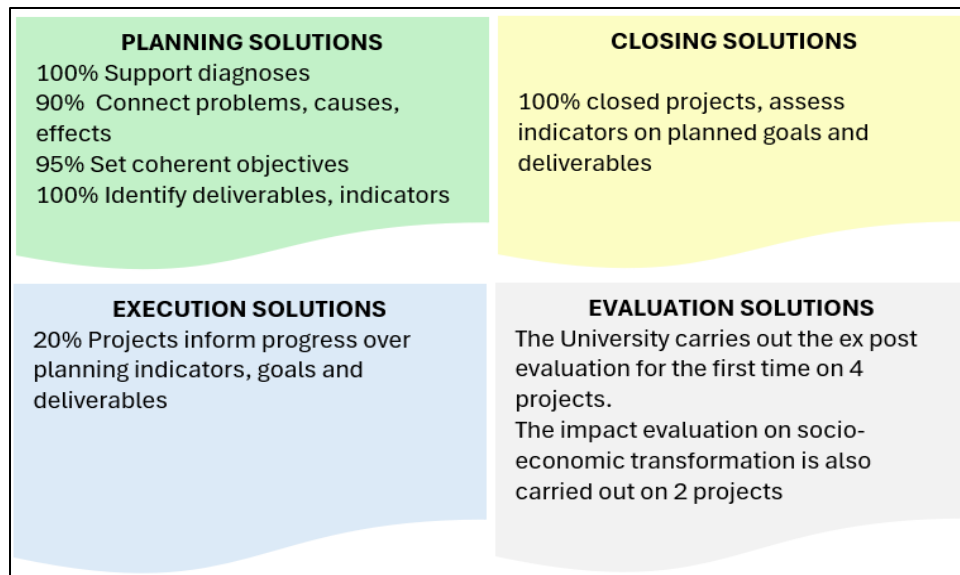 PLANNING SOLUTIONS
100% Support diagnoses
90% Connect problems, causes,
effects
95% Set coherent objectives
100% Identify deliverables, indicators
CLOSING SOLUTIONS
100% closed projects, assess
indicators on planned goals and
deliverables
EXECUTION SOLUTIONS
20% Projects inform progress over
planning indicators, goals and
deliverables
EVALUATION SOLUTIONS
The University carries out the ex post
evaluation for the first time on 4
projects.
The impact evaluation on socio-
economic transformation is also
carried out on 2 projects